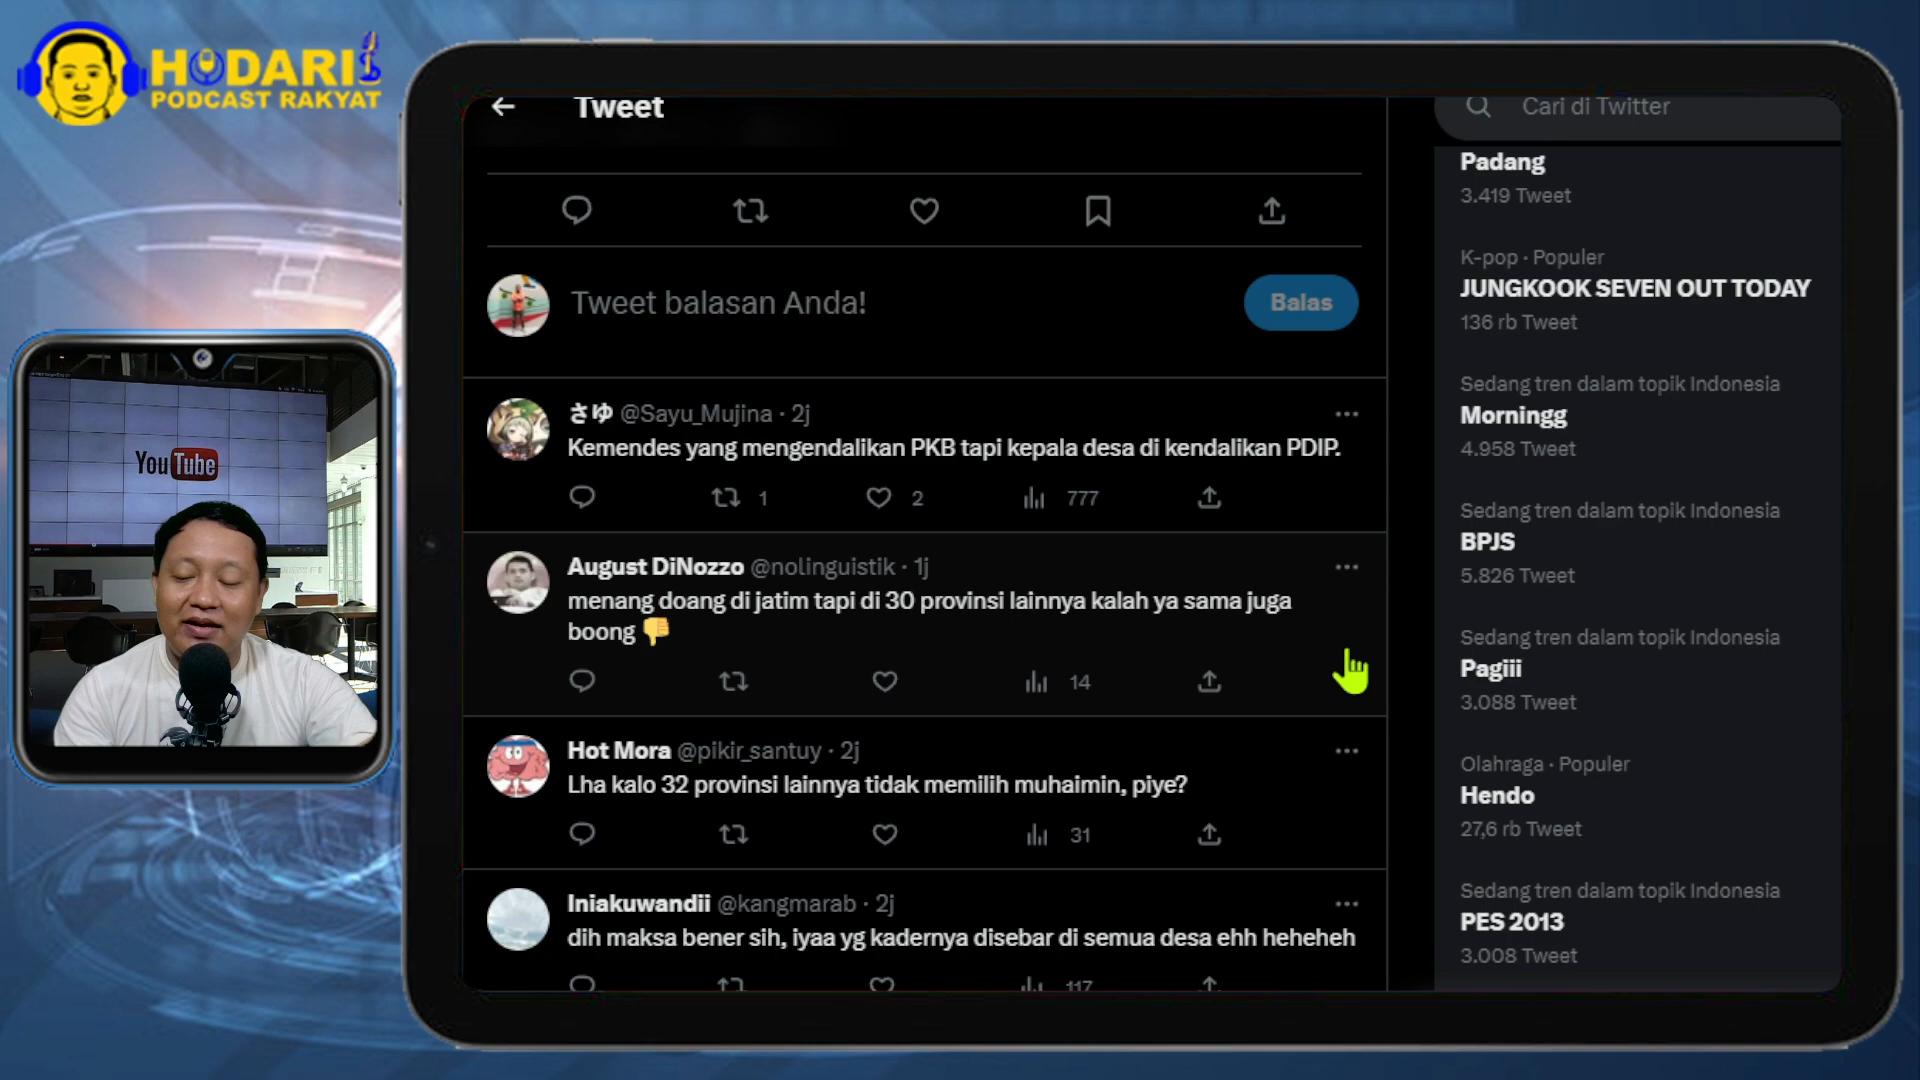 HODARI
PODCAST RAKYAT
YouTube
Tweet
Tweet balasan Anda!
Balas
さゆ @Sayu_Mujina · 2j
Kemendes yang mengendalikan PKB tapi kepala desa di kendalikan PDIP.
1
2
777
August DiNozzo @nolinguistik · 1j
menang doang di jatim tapi di 30 provinsi lainnya kalah ya sama juga
boong 👎
14
Hot Mora @pikir_santuy · 2j
Lha kalo 32 provinsi lainnya tidak memilih muhaimin, piye?
31
Iniakuwandii @kangmarab · 2j
dih maksa bener sih, iyaa yg kadernya disebar di semua desa ehh heheheh
117
Cari di Twitter
Padang
3.419 Tweet
K-pop · Populer
JUNGKOOK SEVEN OUT TODAY
136 rb Tweet
Sedang tren dalam topik Indonesia
Morningg
4.958 Tweet
Sedang tren dalam topik Indonesia
BPJS
5.826 Tweet
Sedang tren dalam topik Indonesia
Pagiii
3.088 Tweet
Olahraga · Populer
Hendo
27,6 rb Tweet
Sedang tren dalam topik Indonesia
PES 2013
3.008 Tweet